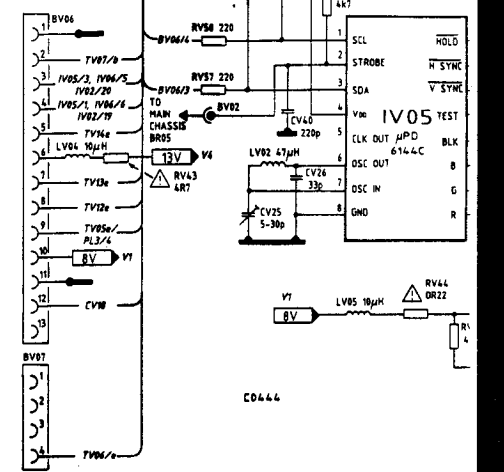 BV06
1
2
TV07/b
3
IV05/3, IV06/5
IV02/20
4
IV05/1, IV06/6
IV02/19
5
TV14e
6
LV04 10μH
13V
V4
RV43
4R7
7
TV13e
8
TV12e
9
TV05e/
PL3/4
10
8V
V1
11
12
CV18
13
BV07
1
2
3
4
TV06/e
BV06/4
RV58 220
BV06/3
RV57 220
TO
MAIN
CHASSIS
BR05
BV02
4k7
CV40
220p
LV02 47μH
CV26
33p
CV25
5-30p
1 SCL
2 STROBE
3 SDA
4 VDD
5 CLK OUT
6 OSC OUT
7 OSC IN
8 GND
IV05
μPD
6144C
HOLD
H SYNC
V SYNC
TEST
BLK
B
G
R
V1
8V
LV05 10μH
RV44
0R22
CD444